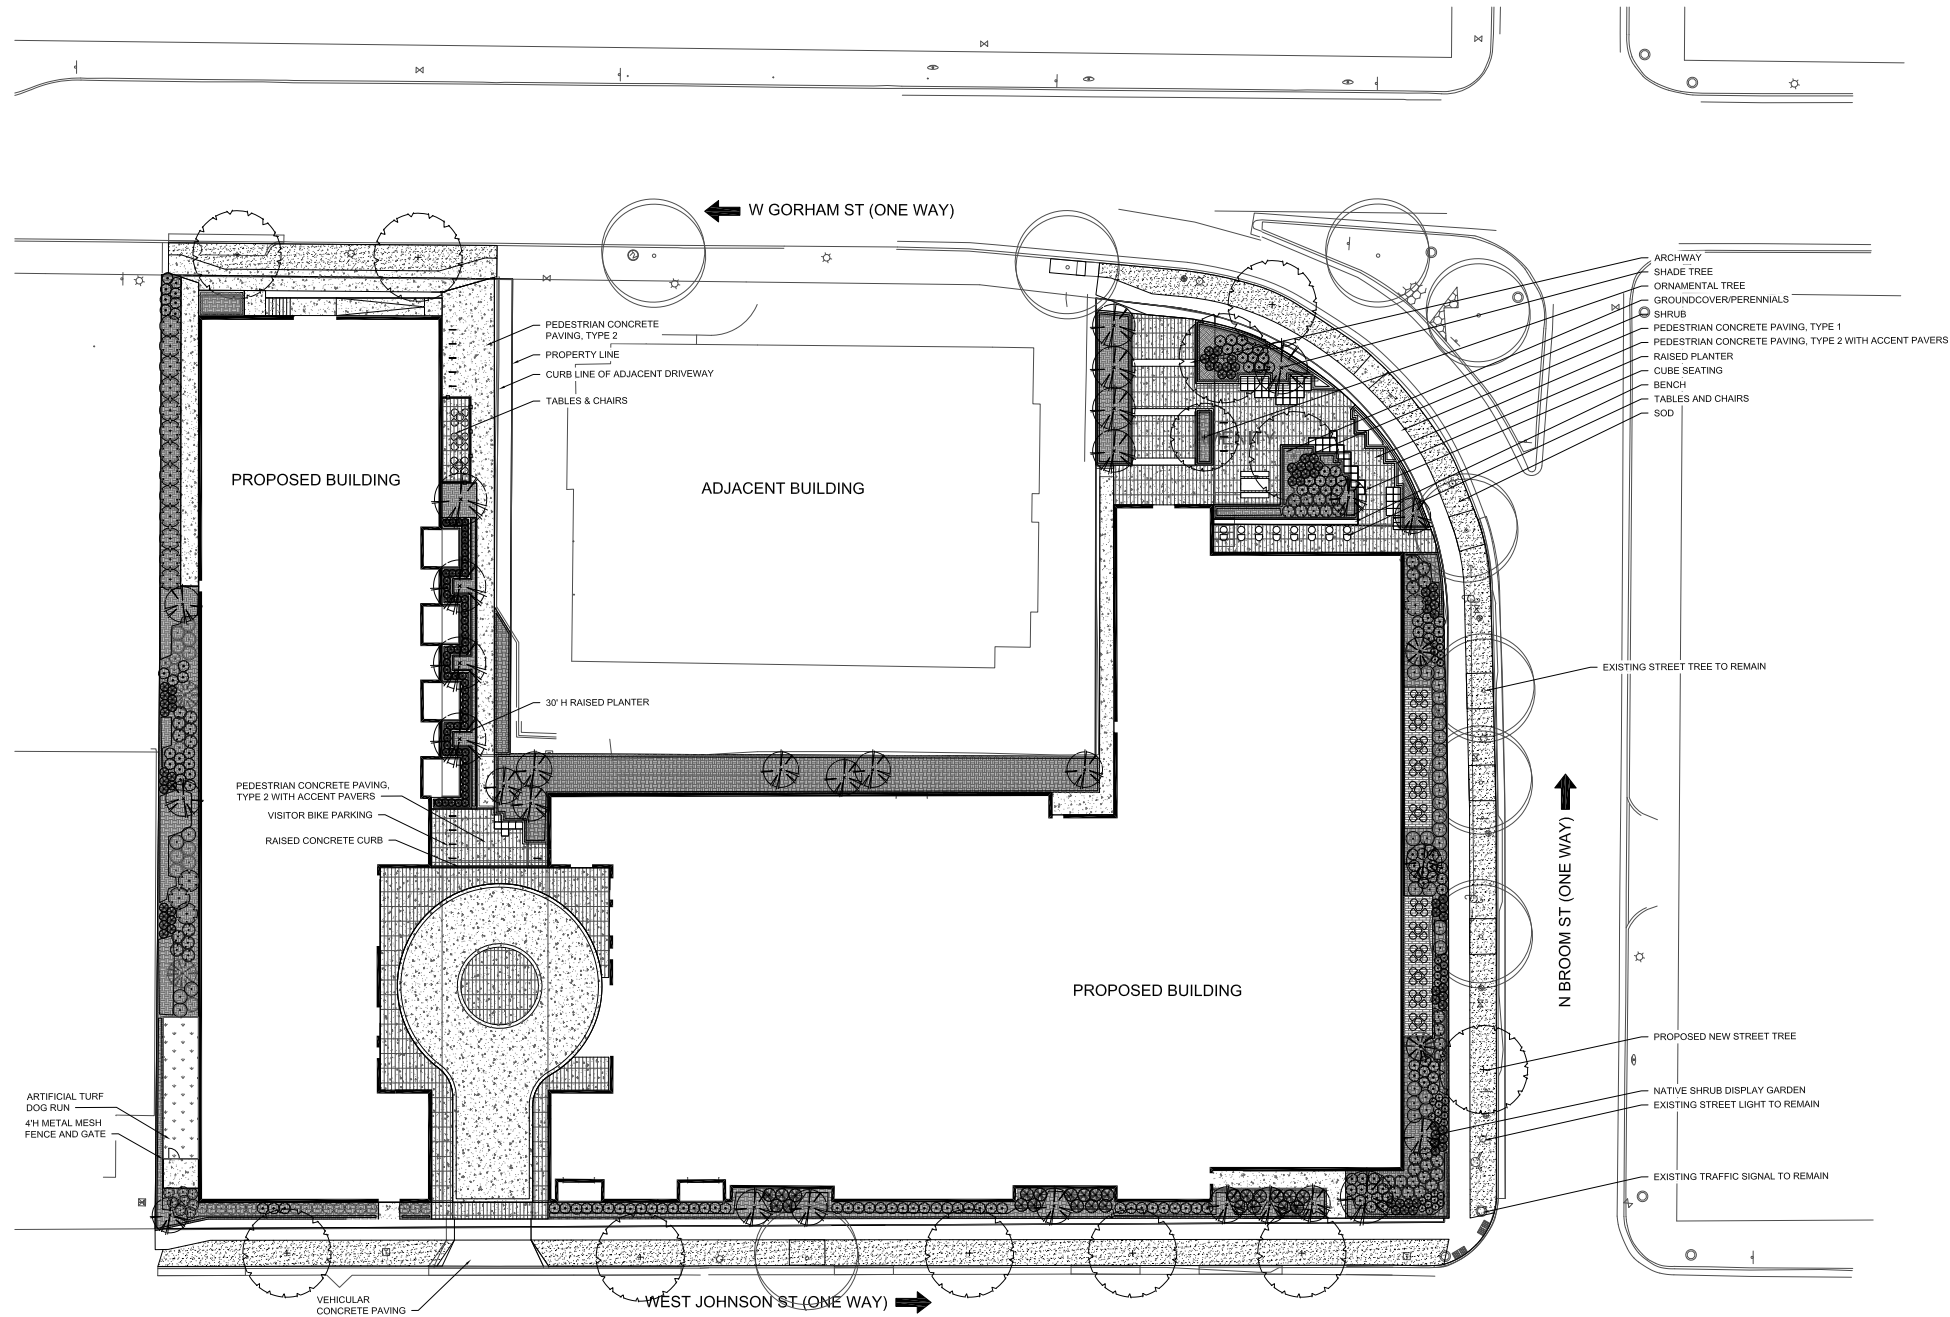 W GORHAM ST (ONE WAY)
ARCHWAY
SHADE TREE
ORNAMENTAL TREE
GROUNDCOVER/PERENNIALS
SHRUB
PEDESTRIAN CONCRETE PAVING, TYPE 1
PEDESTRIAN CONCRETE PAVING, TYPE 2 WITH ACCENT PAVERS
RAISED PLANTER
CUBE SEATING
BENCH
TABLES AND CHAIRS
SOD
PEDESTRIAN CONCRETE
PAVING, TYPE 2
PROPERTY LINE
CURB LINE OF ADJACENT DRIVEWAY
TABLES & CHAIRS
PROPOSED BUILDING
ADJACENT BUILDING
EXISTING STREET TREE TO REMAIN
30' H RAISED PLANTER
PEDESTRIAN CONCRETE PAVING,
TYPE 2 WITH ACCENT PAVERS
VISITOR BIKE PARKING
RAISED CONCRETE CURB
N BROOM ST (ONE WAY)
PROPOSED BUILDING
PROPOSED NEW STREET TREE
NATIVE SHRUB DISPLAY GARDEN
EXISTING STREET LIGHT TO REMAIN
ARTIFICIAL TURF
DOG RUN
4'H METAL MESH
FENCE AND GATE
EXISTING TRAFFIC SIGNAL TO REMAIN
VEHICULAR
CONCRETE PAVING
WEST JOHNSON ST (ONE WAY)